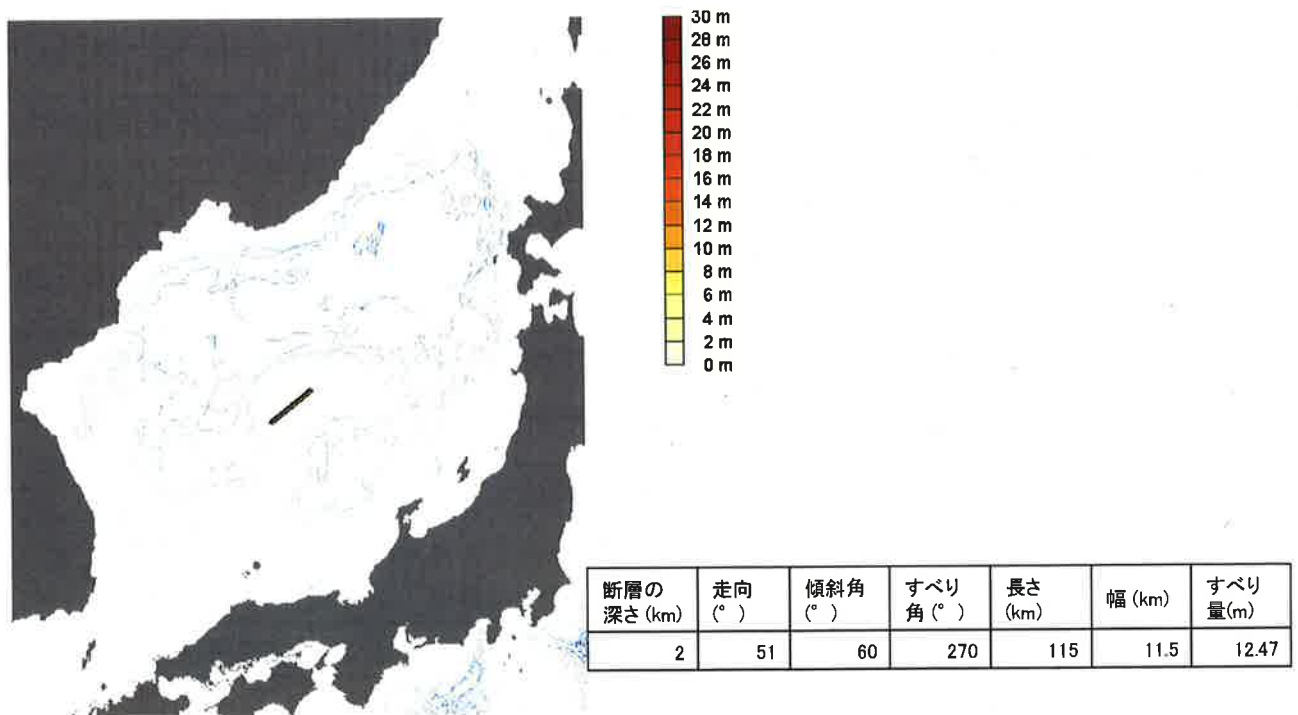 30 m
28 m
26 m
24 m
22 m
20 m
18 m
16 m
14 m
12 m
10 m
8 m
6 m
4 m
2 m
0 m
断層の
深さ(km)
走向
(° )
傾斜角
(° )
すべり
角(° )
長さ
(km)
幅(km)
すべり
量(m)
2
51
60
270
115
11.5
12.47